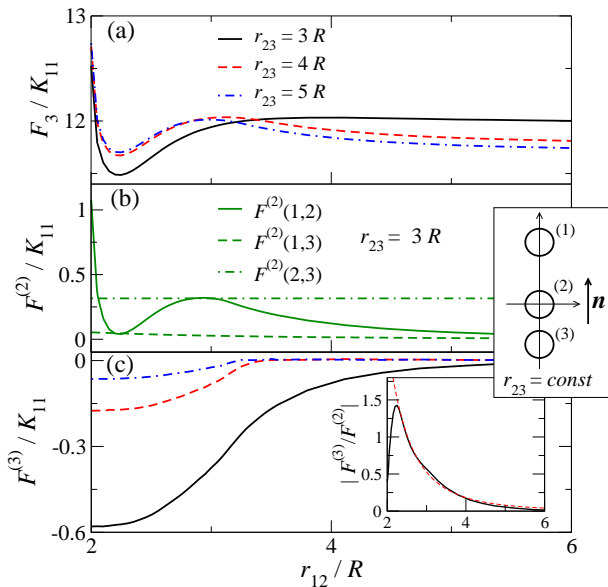 13
(a)
r23 = 3 R
r23 = 4 R
r23 = 5 R
12
F3 / K11
(b)
1
F(2)(1,2)
F(2)(1,3)
F(2)(2,3)
r23 = 3 R
0.5
0
F(2) / K11
(1)
(2)
(3)
n
r23 = const
(c)
0
-0.3
-0.6
F(3) / K11
1.5
1
0.5
0
| F(3)/F(2) |
2 4 6
2 3 4 5 6
r12 / R